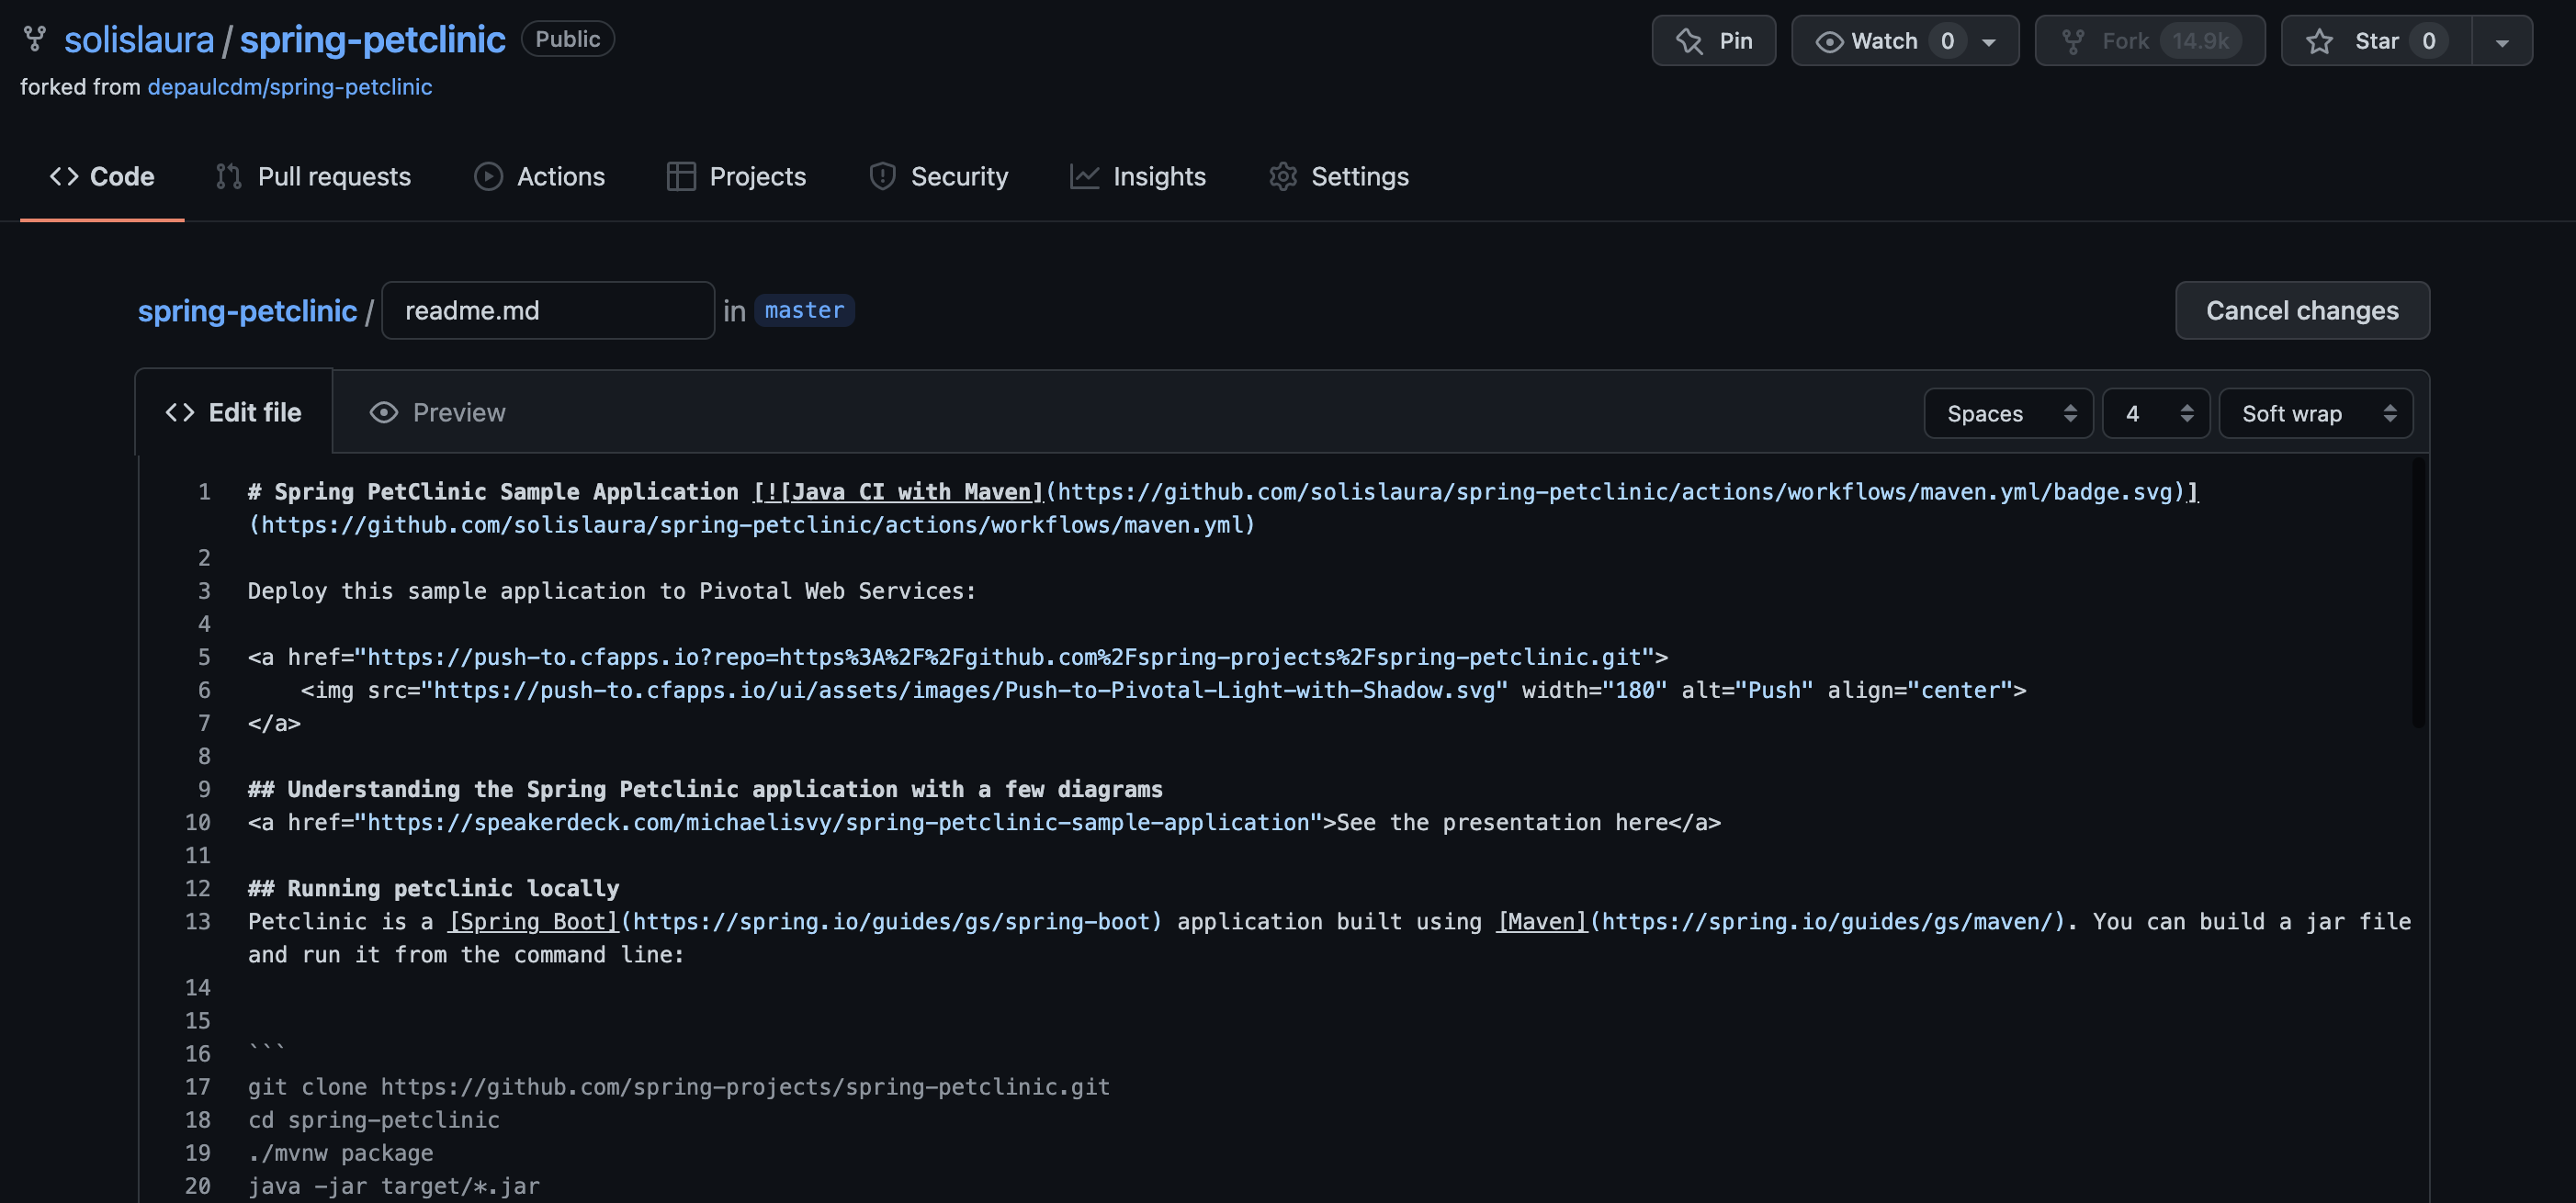 solislaura / spring-petclinic Public Pin Watch 0 Fork 14.9k Star 0
forked from depaulcdm/spring-petclinic
Code Pull requests Actions Projects Security Insights Settings
spring-petclinic / readme.md in master Cancel changes
Edit file Preview Spaces 4 Soft wrap
1 # Spring PetClinic Sample Application [![Java CI with Maven](https://github.com/solislaura/spring-petclinic/actions/workflows/maven.yml/badge.svg)]
(https://github.com/solislaura/spring-petclinic/actions/workflows/maven.yml)
2
3 Deploy this sample application to Pivotal Web Services:
4
5 <a href="https://push-to.cfapps.io?repo=https%3A%2F%2Fgithub.com%2Fspring-projects%2Fspring-petclinic.git">
6     <img src="https://push-to.cfapps.io/ui/assets/images/Push-to-Pivotal-Light-with-Shadow.svg" width="180" alt="Push" align="center">
7 </a>
8
9 ## Understanding the Spring Petclinic application with a few diagrams
10 <a href="https://speakerdeck.com/michaelisvy/spring-petclinic-sample-application">See the presentation here</a>
11
12 ## Running petclinic locally
13 Petclinic is a [Spring Boot](https://spring.io/guides/gs/spring-boot) application built using [Maven](https://spring.io/guides/gs/maven/). You can build a jar file
and run it from the command line:
14
15
16 ```
17 git clone https://github.com/spring-projects/spring-petclinic.git
18 cd spring-petclinic
19 ./mvnw package
20 java -jar target/*.jar